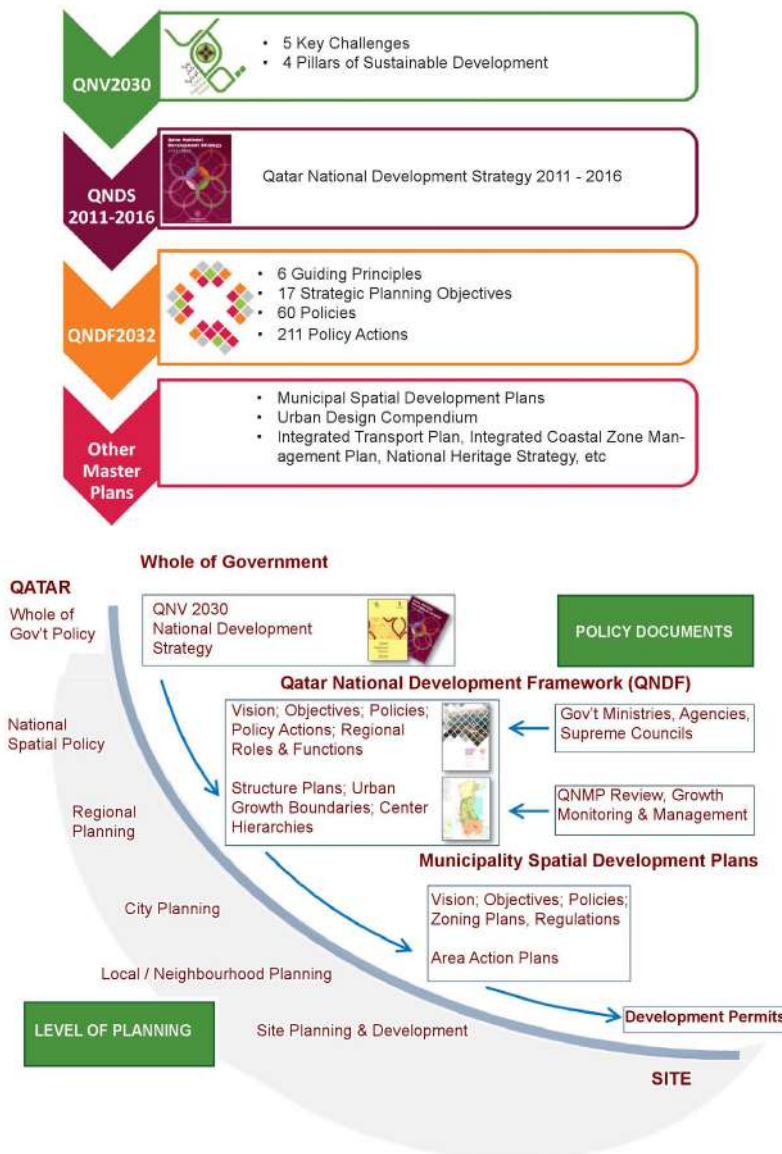 QNV2030
• 5 Key Challenges
• 4 Pillars of Sustainable Development
QNDS
2011-2016
Qatar National
Development Strategy
Qatar National Development Strategy 2011 - 2016
QNDF2032
• 6 Guiding Principles
• 17 Strategic Planning Objectives
• 60 Policies
• 211 Policy Actions
Other
Master
Plans
• Municipal Spatial Development Plans
• Urban Design Compendium
• Integrated Transport Plan, Integrated Coastal Zone Man-
agement Plan, National Heritage Strategy, etc
Whole of Government
QATAR
Whole of
Gov't Policy
QNV 2030
National Development
Strategy
POLICY DOCUMENTS
Qatar National Development Framework (QNDF)
National
Spatial Policy
Vision; Objectives; Policies;
Policy Actions; Regional
Roles & Functions
Gov't Ministries, Agencies,
Supreme Councils
Regional
Planning
Structure Plans; Urban
Growth Boundaries; Center
Hierarchies
QNMP Review, Growth
Monitoring & Management
Municipality Spatial Development Plans
City Planning
Vision; Objectives; Policies;
Zoning Plans, Regulations
Area Action Plans
Local / Neighbourhood Planning
LEVEL OF PLANNING
Site Planning & Development
Development Permits
SITE